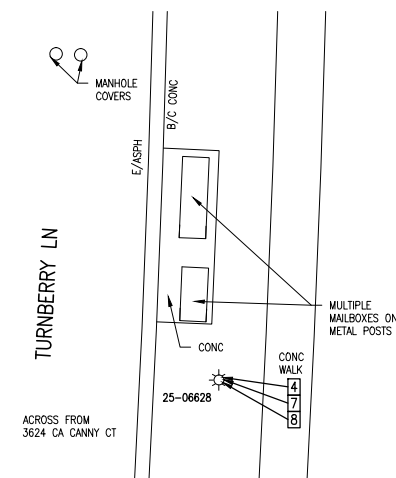 MANHOLE
COVERS
B/C CONC
E/ASPH
TURNBERRY LN
MULTIPLE
MAILBOXES ON
METAL POSTS
CONC
CONC
WALK
25-06628
4
7
8
ACROSS FROM
3624 CA CANNY CT